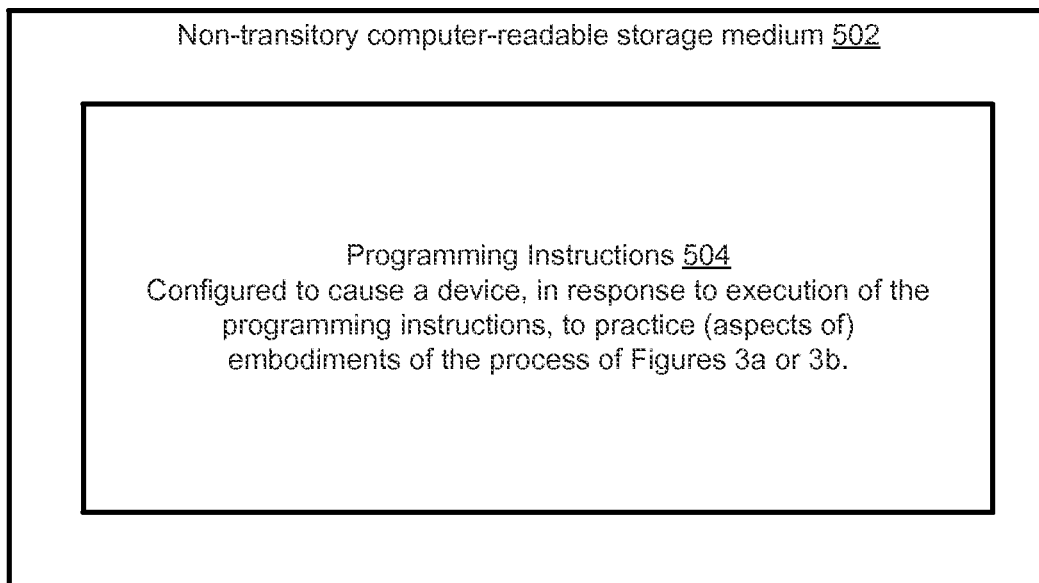 Non-transitory computer-readable storage medium 502
Programming Instructions 504
Configured to cause a device, in response to execution of the
programming instructions, to practice (aspects of)
embodiments of the process of Figures 3a or 3b.